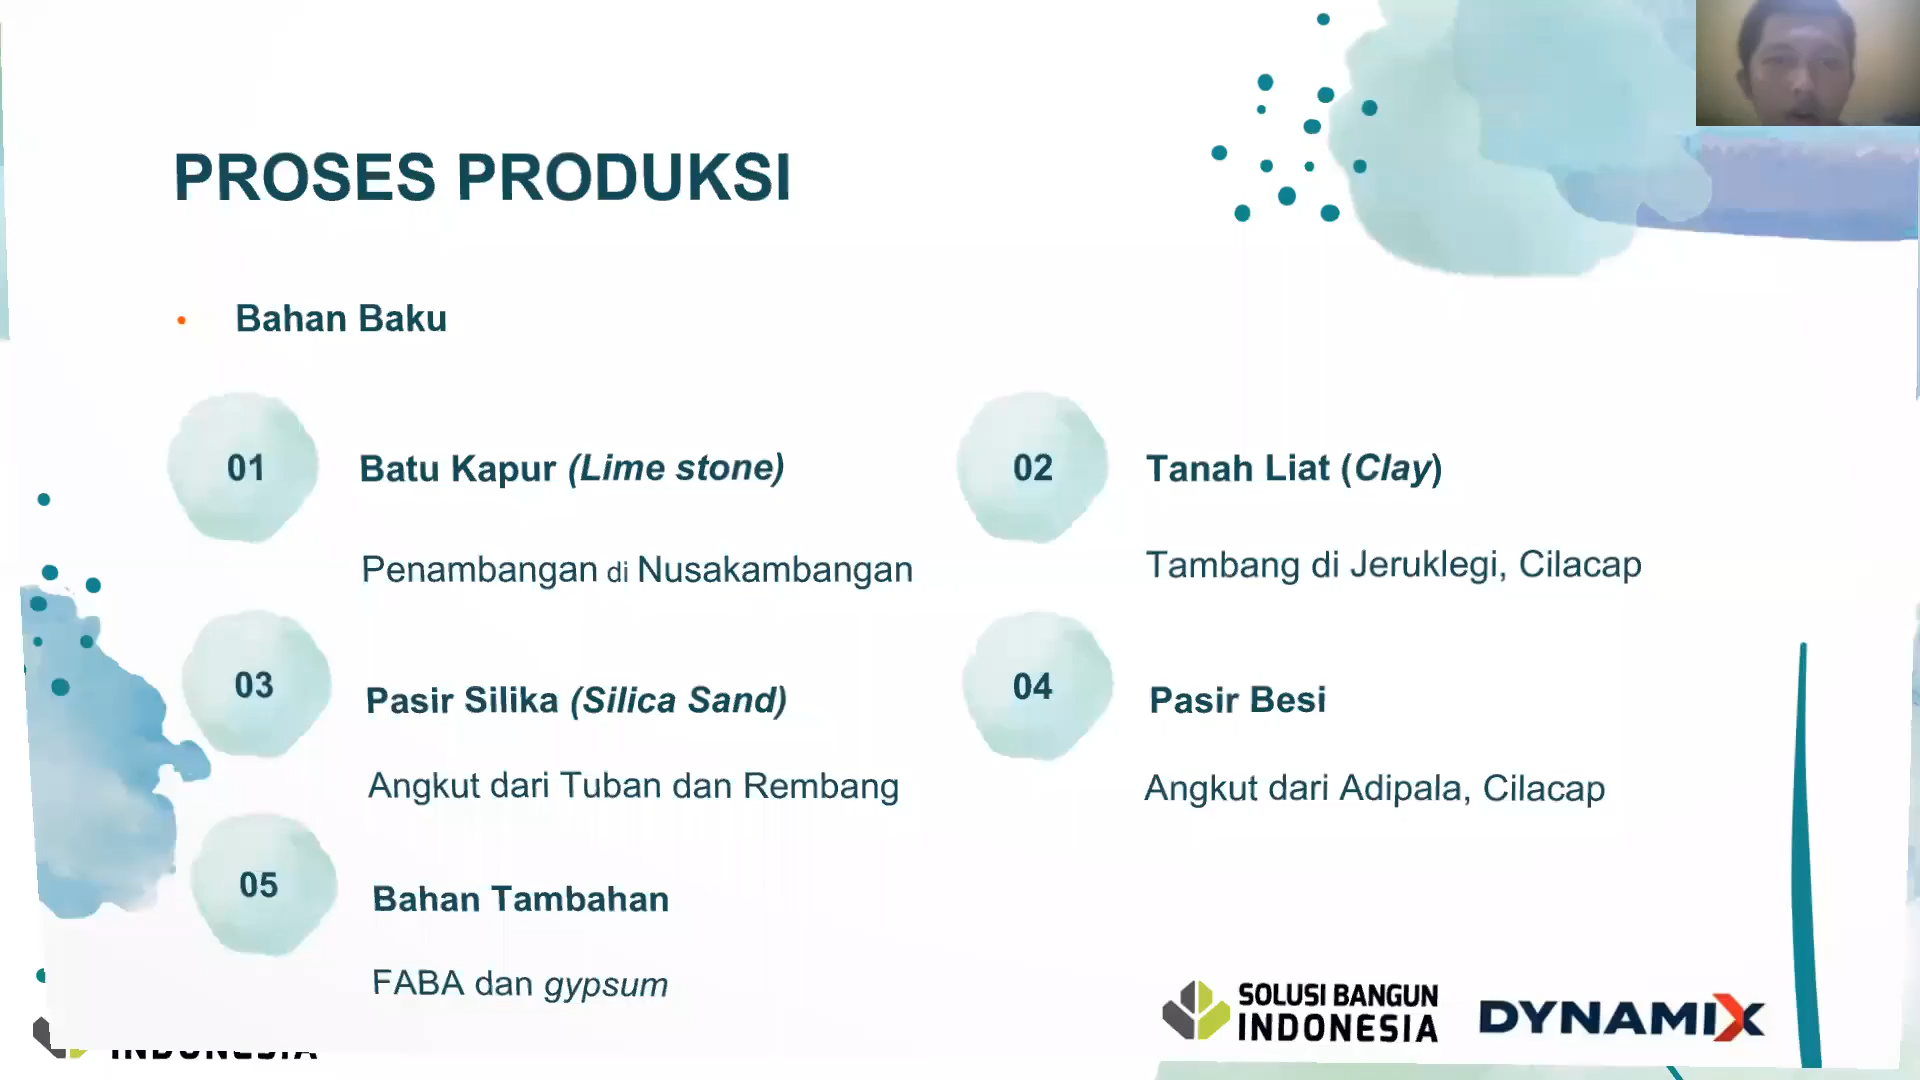 PROSES PRODUKSI
• Bahan Baku
01
Batu Kapur (Lime stone)
Penambangan di Nusakambangan
02
Tanah Liat (Clay)
Tambang di Jeruklegi, Cilacap
03
Pasir Silika (Silica Sand)
Angkut dari Tuban dan Rembang
04
Pasir Besi
Angkut dari Adipala, Cilacap
05
Bahan Tambahan
FABA dan gypsum
SOLUSI BANGUN
INDONESIA
DYNAMIX
INDONESIA